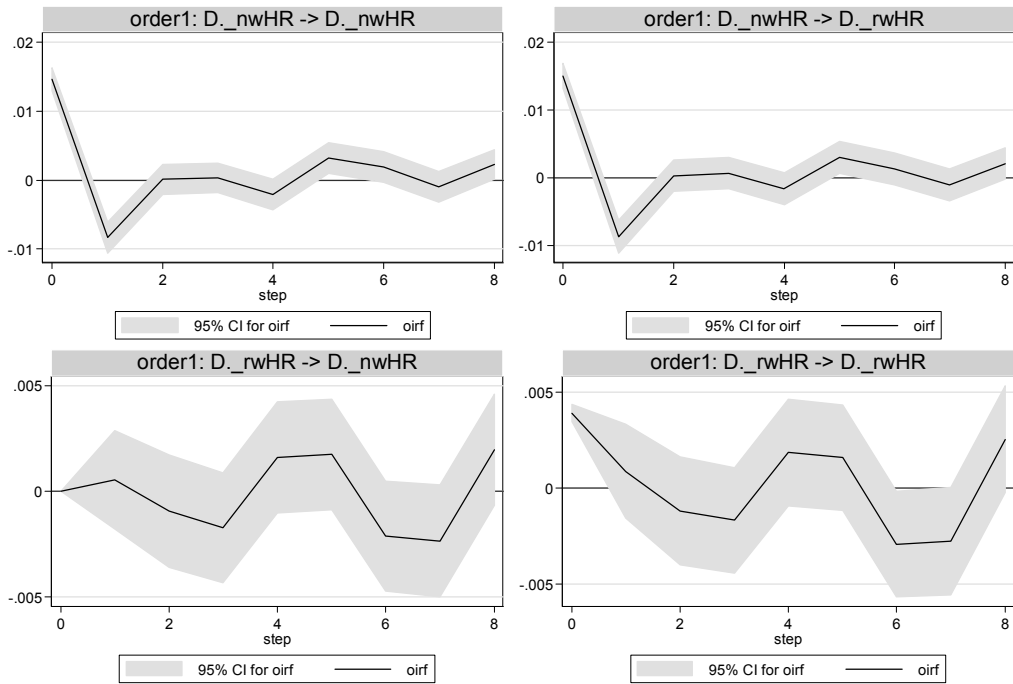 order1: D._nwHR -> D._nwHR
.02
.01
0
-.01
0 2 4 6 8
step
95% CI for oirf oirf
order1: D._nwHR -> D._rwHR
.02
.01
0
-.01
0 2 4 6 8
step
95% CI for oirf oirf
order1: D._rwHR -> D._nwHR
.005
0
-.005
0 2 4 6 8
step
95% CI for oirf oirf
order1: D._rwHR -> D._rwHR
.005
0
-.005
0 2 4 6 8
step
95% CI for oirf oirf